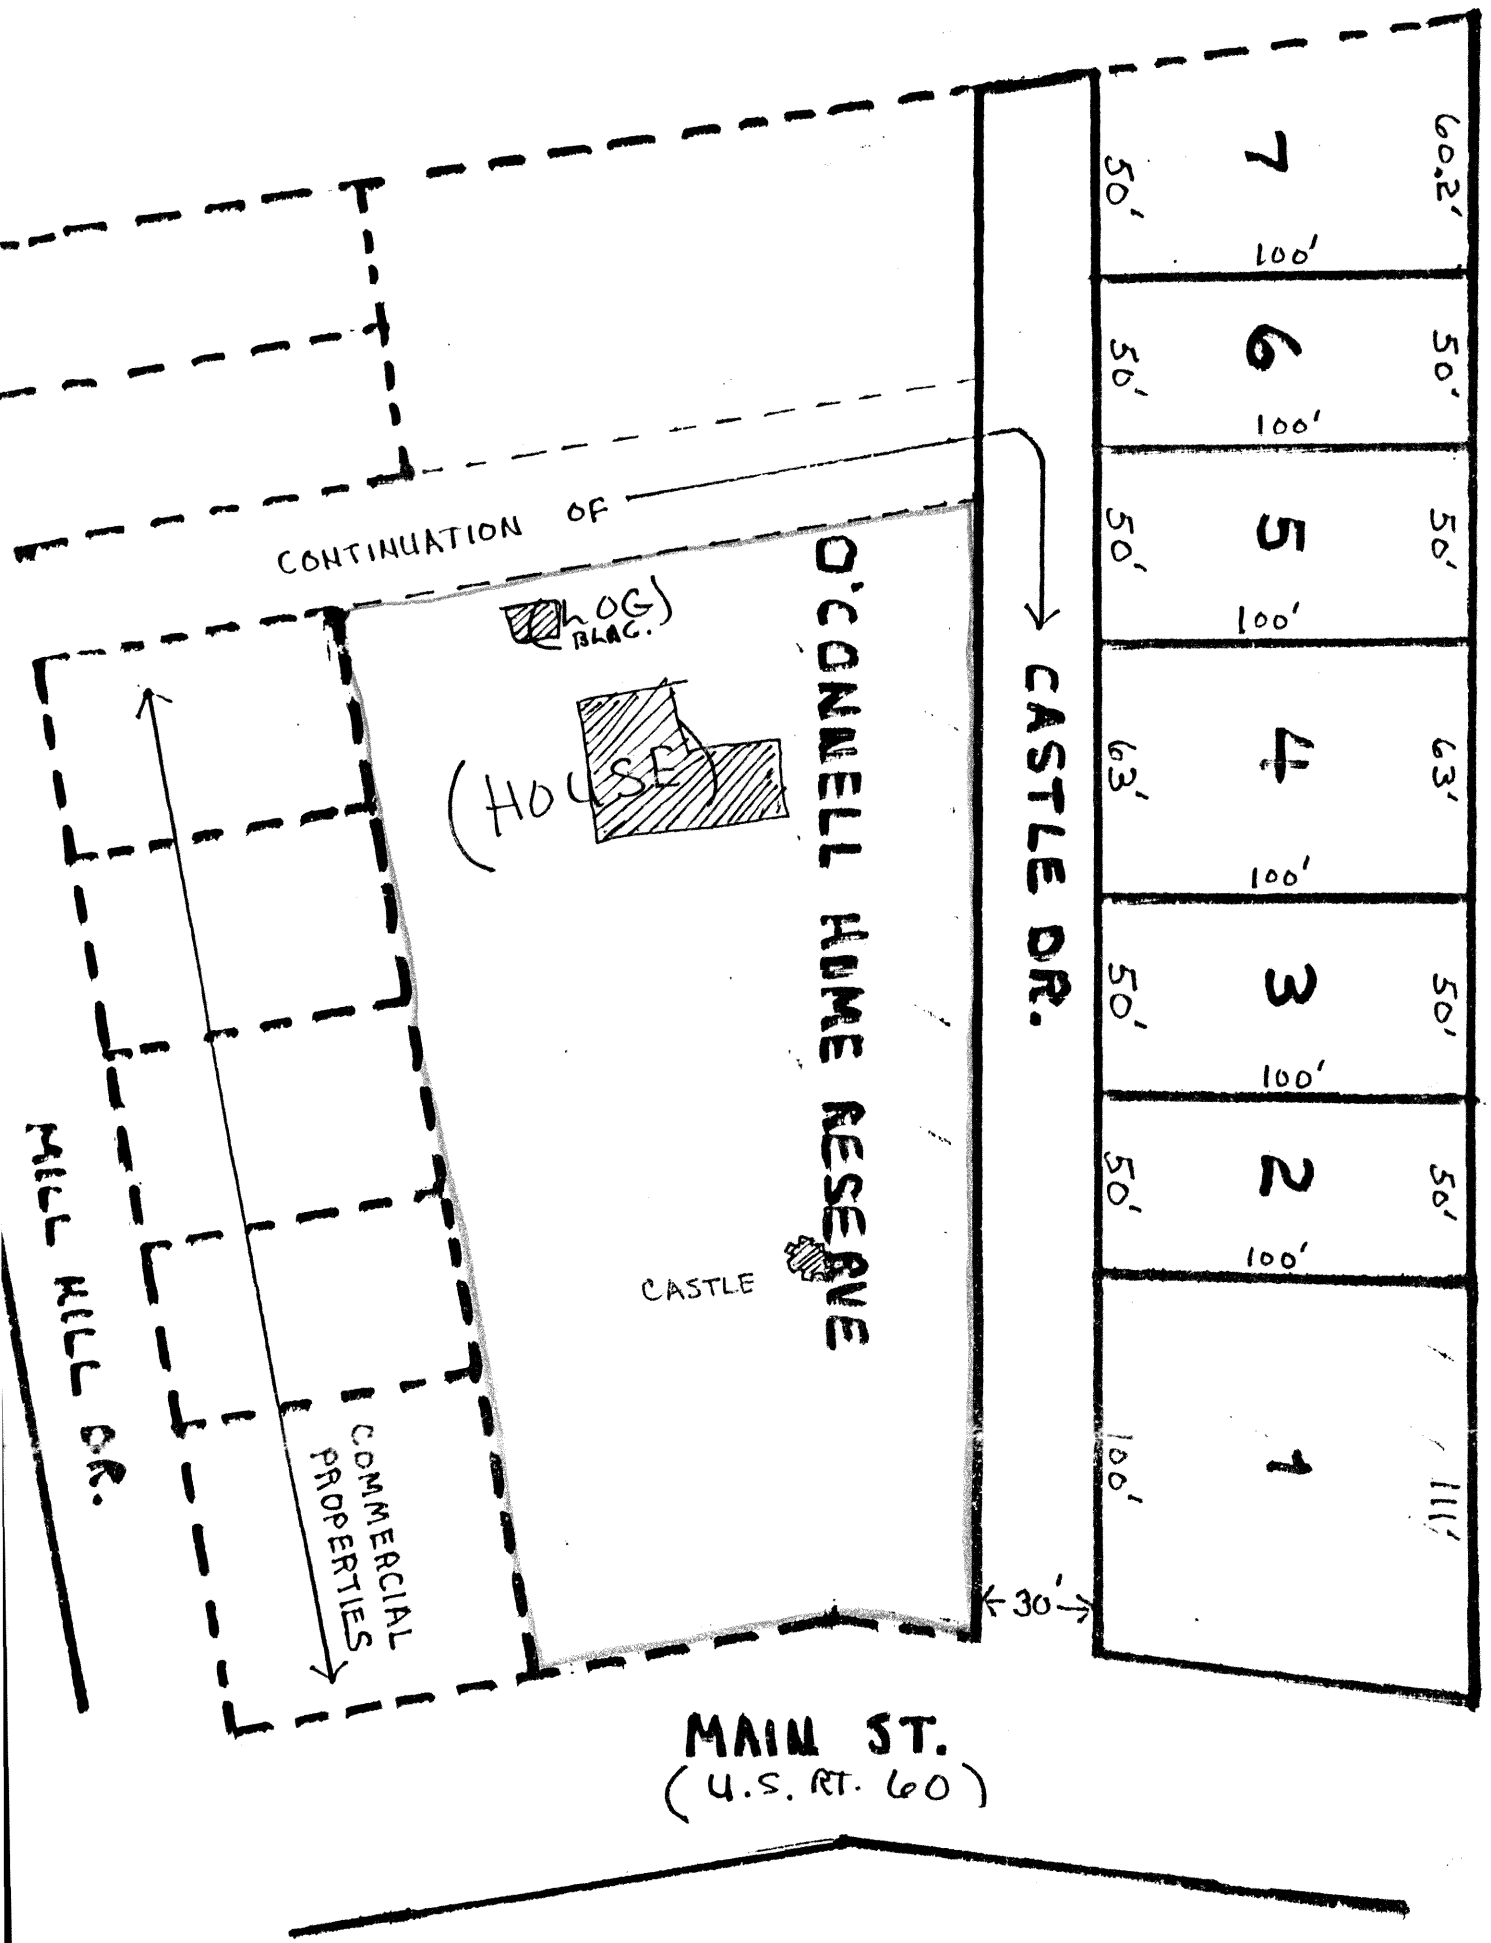 7
60.2'
50'
100'
6
50'
50'
100'
5
50'
50'
100'
4
63'
63'
100'
3
50'
50'
100'
2
50'
50'
100'
1
111'
100'
CONTINUATION OF
CASTLE DR.
(LOG)
BLAG.
(HOUSE)
O'CONNELL HOME RESERVE
CASTLE
30'
COMMERCIAL
PROPERTIES
MILL HILL DR.
MAIN ST.
(U.S. RT. 60)